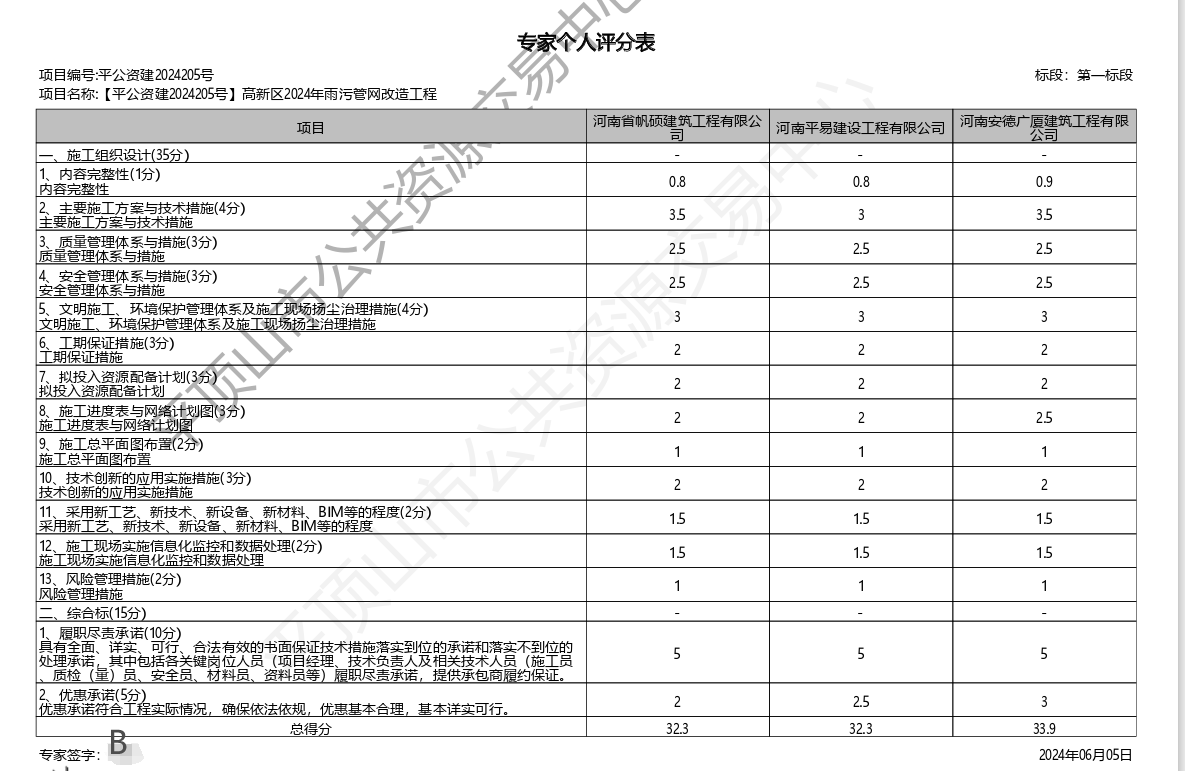 专家个人评分表
项目编号:平公资建2024205号
标段：第一标段
项目名称:【平公资建2024205号】高新区2024年雨污管网改造工程
项目 河南省帆硕建筑工程有限公司 河南平易建设工程有限公司 河南安德广厦建筑工程有限公司
一、施工组织设计(35分) - - -
1、内容完整性(1分)
内容完整性 0.8 0.8 0.9
2、主要施工方案与技术措施(4分)
主要施工方案与技术措施 3.5 3 3.5
3、质量管理体系与措施(3分)
质量管理体系与措施 2.5 2.5 2.5
4、安全管理体系与措施(3分)
安全管理体系与措施 2.5 2.5 2.5
5、文明施工、环境保护管理体系及施工现场扬尘治理措施(4分)
文明施工、环境保护管理体系及施工现场扬尘治理措施 3 3 3
6、工期保证措施(3分)
工期保证措施 2 2 2
7、拟投入资源配备计划(3分)
拟投入资源配备计划 2 2 2
8、施工进度表与网络计划图(3分)
施工进度表与网络计划图 2 2 2.5
9、施工总平面图布置(2分)
施工总平面图布置 1 1 1
10、技术创新的应用实施措施(3分)
技术创新的应用实施措施 2 2 2
11、采用新工艺、新技术、新设备、新材料、BIM等的程度(2分)
采用新工艺、新技术、新设备、新材料、BIM等的程度 1.5 1.5 1.5
12、施工现场实施信息化监控和数据处理(2分)
施工现场实施信息化监控和数据处理 1.5 1.5 1.5
13、风险管理措施(2分)
风险管理措施 1 1 1
二、综合标(15分) - - -
1、履职尽责承诺(10分)
具有全面、详实、可行、合法有效的书面保证技术措施落实到位的承诺和落实不到位的
处理承诺，其中包括各关键岗位人员（项目经理、技术负责人及相关技术人员（施工员
、质检（量）员、安全员、材料员、资料员等）履职尽责承诺，提供承包商履约保证。 5 5 5
2、优惠承诺(5分)
优惠承诺符合工程实际情况，确保依法依规，优惠基本合理，基本详实可行。 2 2.5 3
总得分 32.3 32.3 33.9
专家签字： B
2024年06月05日
平顶山市公共资源交易中心
平顶山市公共资源交易中心